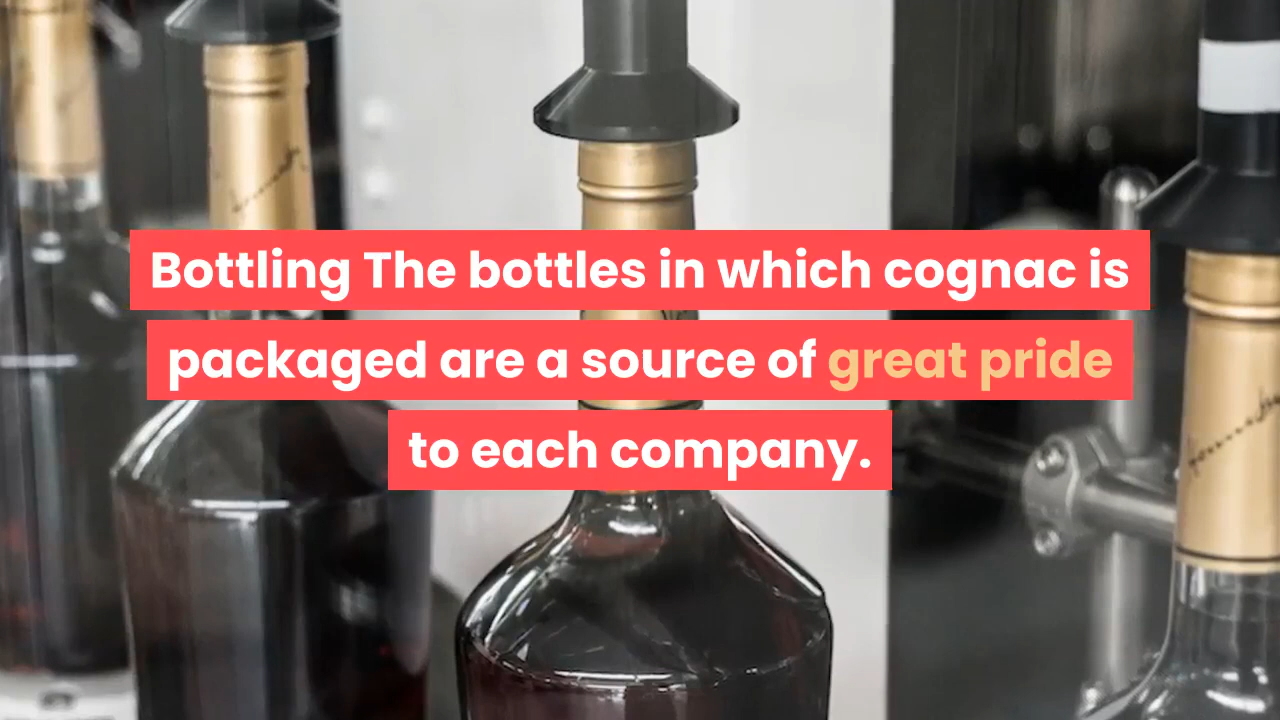 Bottling The bottles in which cognac is
packaged are a source of great pride
to each company.